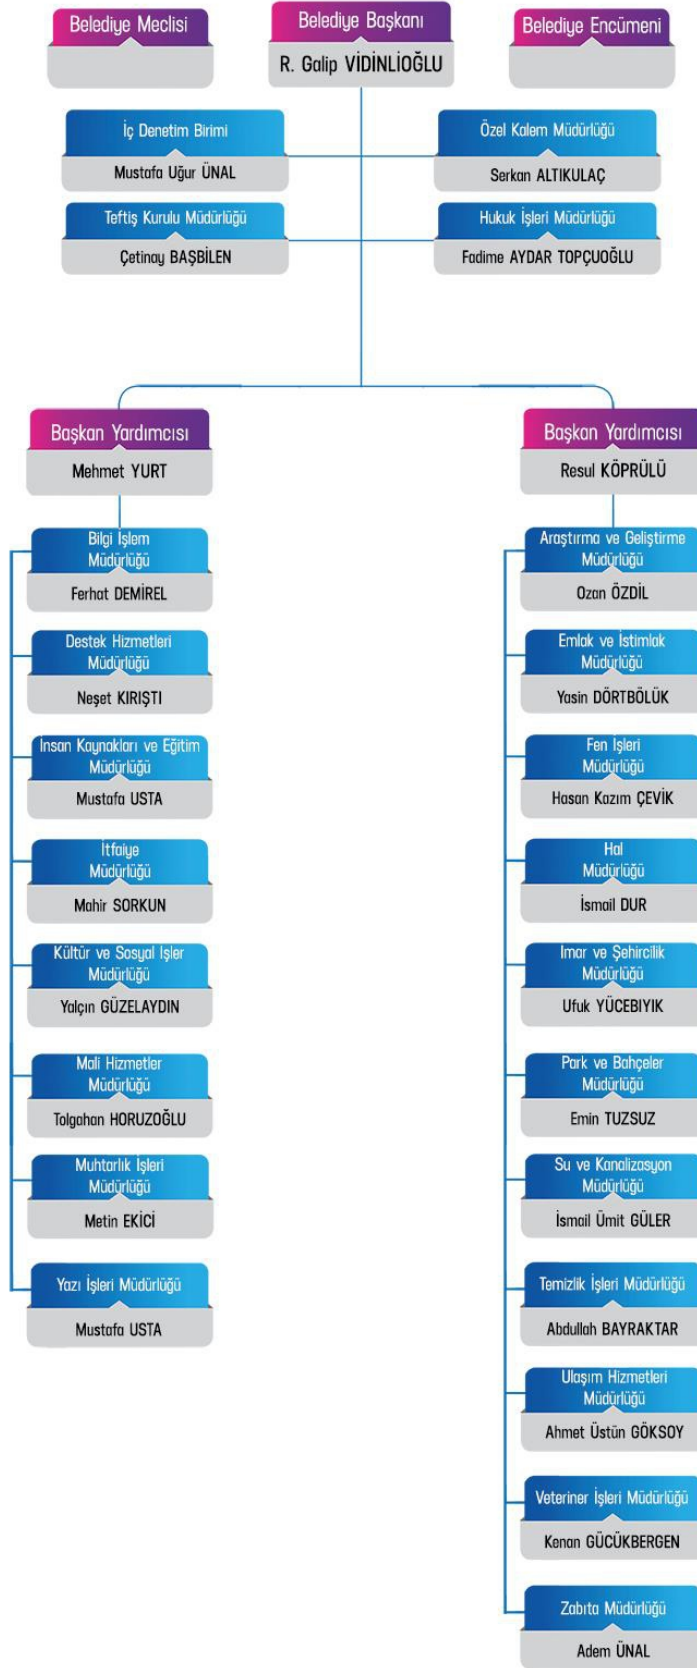 Belediye Meclisi
Belediye Başkanı
R. Galip VİDİNLİOĞLU
Belediye Encümeni
İç Denetim Birimi
Mustafa Uğur ÜNAL
Özel Kalem Müdürlüğü
Serkan ALTIKULAÇ
Teftiş Kurulu Müdürlüğü
Çetinay BAŞBİLEN
Hukuk İşleri Müdürlüğü
Fadime AYDAR TOPÇUOĞLU
Başkan Yardımcısı
Mehmet YURT
Bilgi İşlem
Müdürlüğü
Ferhat DEMİREL
Destek Hizmetleri
Müdürlüğü
Neşet KIRIŞTI
İnsan Kaynakları ve Eğitim
Müdürlüğü
Mustafa USTA
İtfaiye
Müdürlüğü
Mahir SORKUN
Kültür ve Sosyal İşler
Müdürlüğü
Yalçın GÜZELAYDIN
Mali Hizmetler
Müdürlüğü
Tolgahan HORUZOĞLU
Muhtarlık İşleri
Müdürlüğü
Metin EKİCİ
Yazı İşleri Müdürlüğü
Mustafa USTA
Başkan Yardımcısı
Resul KÖPRÜLÜ
Araştırma ve Geliştirme
Müdürlüğü
Ozan ÖZDİL
Emlak ve İstimlak
Müdürlüğü
Yasin DÖRTBÖLÜK
Fen İşleri
Müdürlüğü
Hasan Kazım ÇEVİK
Hal
Müdürlüğü
İsmail DUR
İmar ve Şehircilik
Müdürlüğü
Ufuk YÜCEBIYIK
Park ve Bahçeler
Müdürlüğü
Emin TUZSUZ
Su ve Kanalizasyon
Müdürlüğü
İsmail Ümit GÜLER
Temizlik İşleri Müdürlüğü
Abdullah BAYRAKTAR
Ulaşım Hizmetleri
Müdürlüğü
Ahmet Üstün GÖKSOY
Veteriner İşleri Müdürlüğü
Kenan GÜCÜKBERGEN
Zabıta Müdürlüğü
Adem ÜNAL